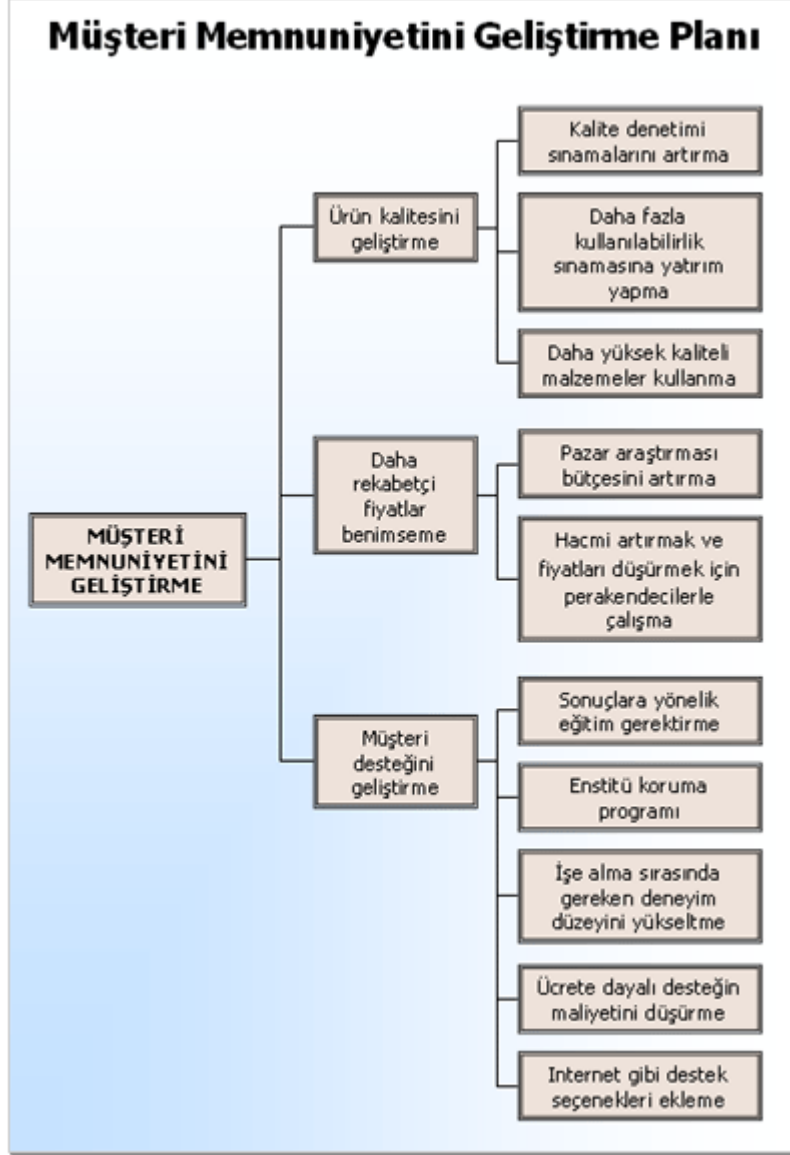 Müşteri Memnuniyetini Geliştirme Planı
MÜŞTERİ
MEMNUNİYETİNİ
GELİŞTİRME
Ürün kalitesini
geliştirme
Kalite denetimi
sınamalarını artırma
Daha fazla
kullanılabilirlik
sınamasına yatırım
yapma
Daha yüksek kaliteli
malzemeler kullanma
Daha
rekabetçi
fiyatlar
benimseme
Pazar araştırması
bütçesini artırma
Hacmi artırmak ve
fiyatları düşürmek için
perakendecilerle
çalışma
Müşteri
desteğini
geliştirme
Sonuçlara yönelik
eğitim gerektirme
Enstitü koruma
programı
İşe alma sırasında
gereken deneyim
düzeyini yükseltme
Ücrete dayalı desteğin
maliyetini düşürme
Internet gibi destek
seçenekleri ekleme